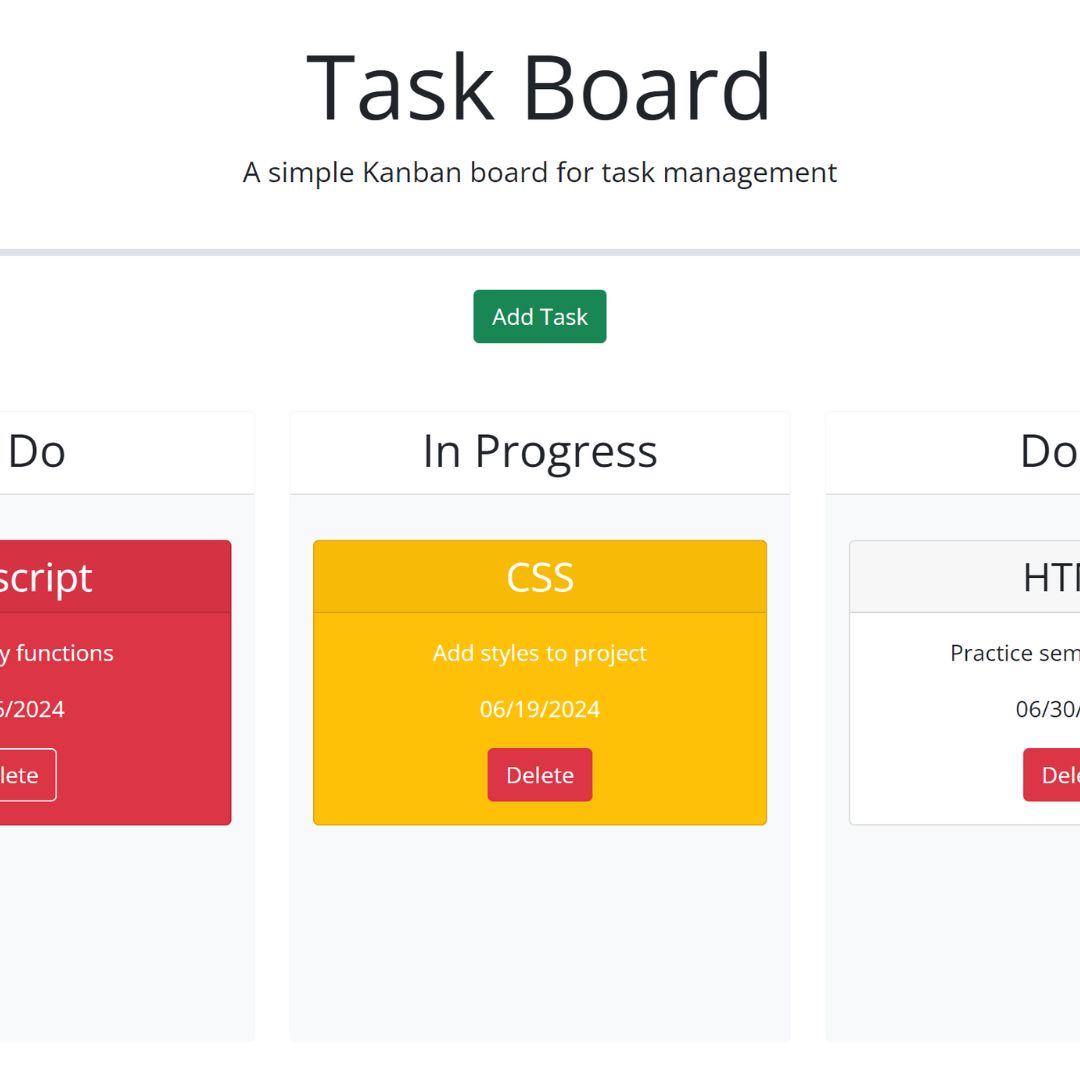 Task Board
A simple Kanban board for task management
Add Task
Do
In Progress
Do
script
y functions
6/2024
lete
CSS
Add styles to project
06/19/2024
Delete
HT
Practice sem
06/30/
Dele